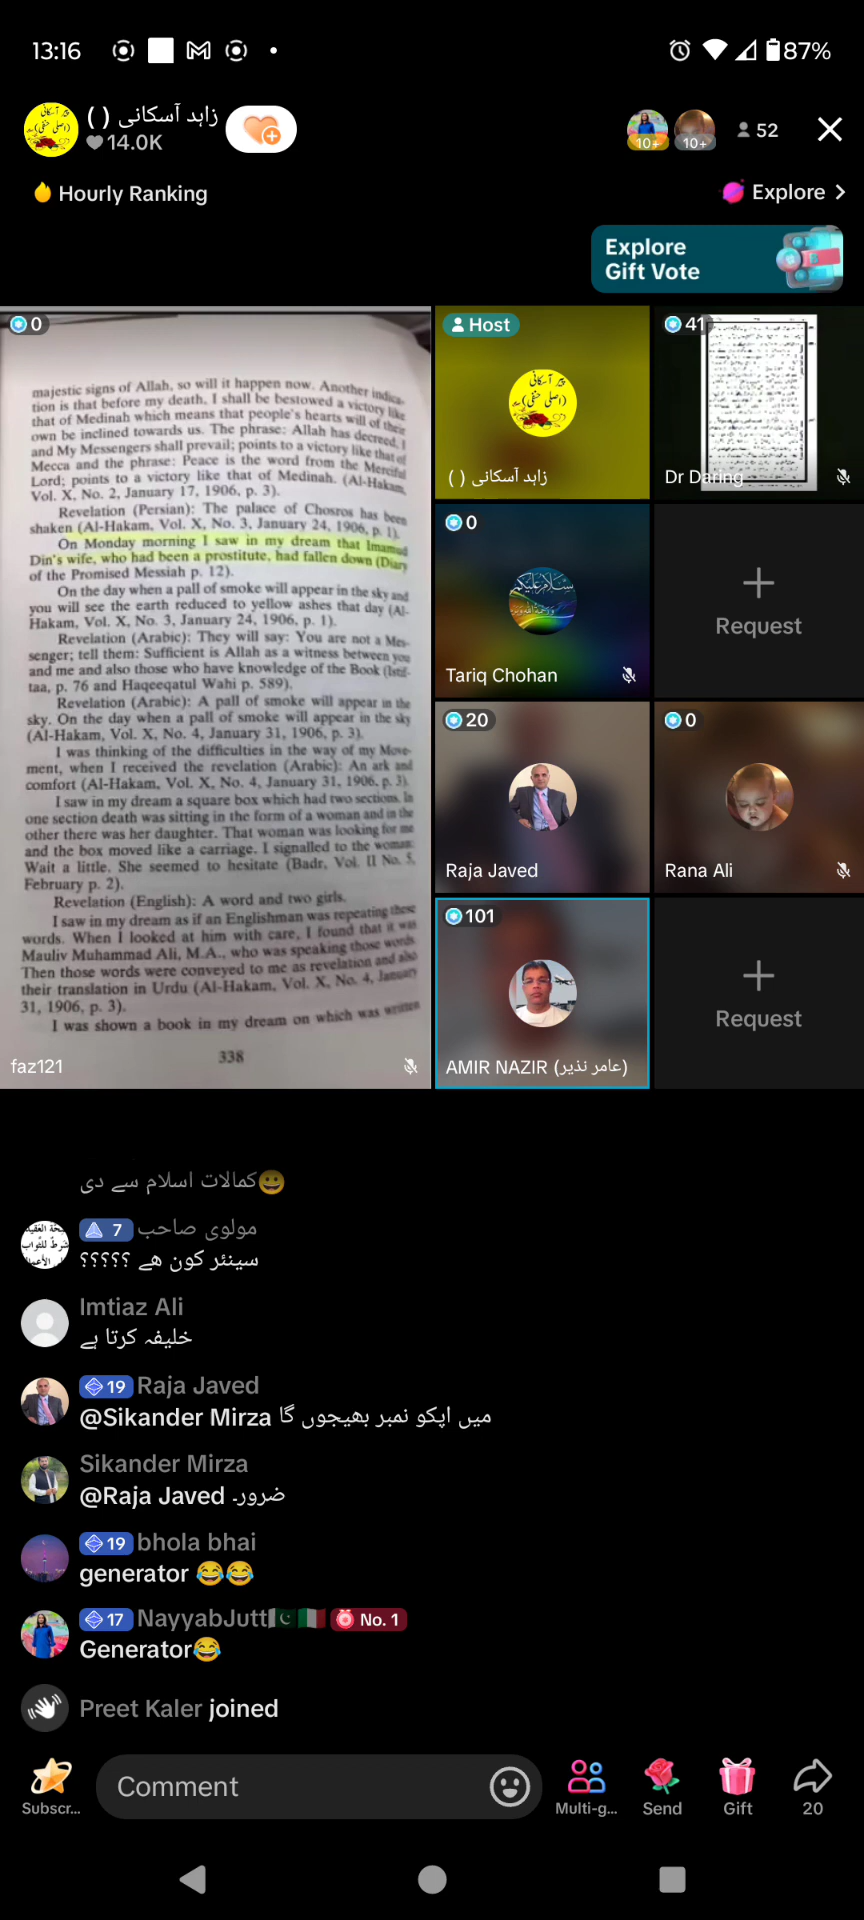 13:16
87%
زاہد آسکانی ( )
14.0K
10+
10+
52
Hourly Ranking
Explore
Explore
Gift Vote
0
majestic signs of Allah, so will it happen now. Another indica-
tion is that before my death, I shall be bestowed a victory like
that of Medinah which means that people's hearts will of their
own be inclined towards us. The phrase: Allah has decreed, I
and My Messengers shall prevail; points to a victory like that of
Mecca and the phrase: Peace is the word from the Merciful
Lord; points to a victory like that of Medinah. (Al-Hakam,
Vol. X, No. 2, January 17, 1906, p. 3).
Revelation (Persian): The palace of Chosros has been
shaken (Al-Hakam, Vol. X, No. 3, January 24, 1906, p. 1).
On Monday morning I saw in my dream that Imamud
Din's wife, who had been a prostitute, had fallen down (Diary
of the Promised Messiah p. 12).
On the day when a pall of smoke will appear in the sky and
you will see the earth reduced to yellow ashes that day (Al-
Hakam, Vol. X, No. 3, January 24, 1906, p. 1).
Revelation (Arabic): They will say: You are not a Mes-
senger; tell them: Sufficient is Allah as a witness between you
and me and also those who have knowledge of the Book (Istif-
taa, p. 76 and Haqeeqatul Wahi p. 589).
Revelation (Arabic): A pall of smoke will appear in the
sky. On the day when a pall of smoke will appear in the sky
(Al-Hakam, Vol. X, No. 4, January 31, 1906, p. 3).
I was thinking of the difficulties in the way of my Move-
ment, when I received the revelation (Arabic): An ark and
comfort (Al-Hakam, Vol. X, No. 4, January 31, 1906. p. 3).
I saw in my dream a square box which had two sections. In
one section death was sitting in the form of a woman and in the
other there was her daughter. That woman was looking for me
and the box moved like a carriage. I signalled to the woman:
Wait a little. She seemed to hesitate (Badr, Vol. II No. 5,
February p. 2).
Revelation (English): A word and two girls.
I saw in my dream as if an Englishman was repeating these
words. When I looked at him with care, I found that it was
Mauliv Muhammad Ali, M.A., who was speaking those words.
Then those words were conveyed to me as revelation and also
their translation in Urdu (Al-Hakam, Vol. X, No. 4, January
31, 1906, p. 3).
I was shown a book in my dream on which was written
338
faz121
Host
پیر آسکانی
(اصلی حنفی)
زاہد آسکانی ( )
41
Dr Daring
0
Tariq Chohan
Request
20
Raja Javed
0
Rana Ali
101
AMIR NAZIR (عامر نذیر)
Request
کمالات اسلام سے دی😀
7 مولوی صاحب
سینئر کون ھے ؟؟؟؟؟
Imtiaz Ali
خلیفہ کرتا ہے
19 Raja Javed
@Sikander Mirza میں اپکو نمبر بھیجوں گا
Sikander Mirza
@Raja Javed ضرور۔
19 bhola bhai
generator 😂😂
17 NayyabJutt🇵🇰🇮🇹 No. 1
Generator😂
Preet Kaler joined
Comment
Subscr...
Multi-g...
Send
Gift
20